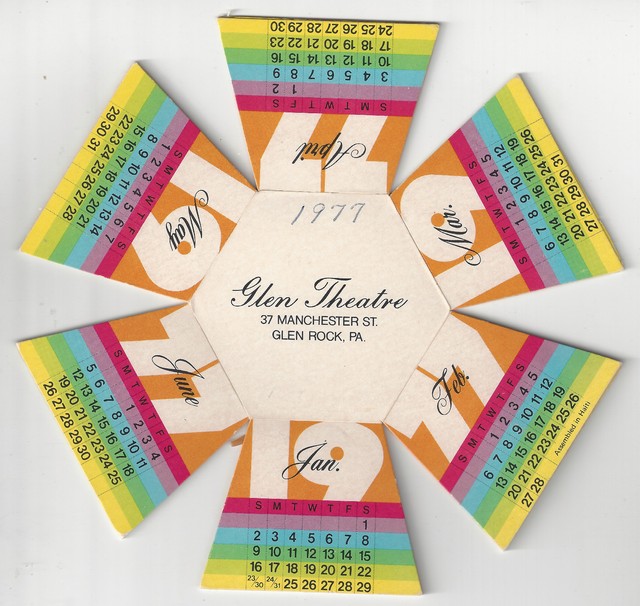 1977
Glen Theatre
37 MANCHESTER ST.
GLEN ROCK, PA.
19
Jan.
S M T W T F S
1
2 3 4 5 6 7 8
9 10 11 12 13 14 15
16 17 18 19 20 21 22
23/30 24/31 25 26 27 28 29
77
Feb.
S M T W T F S
1 2 3 4 5
6 7 8 9 10 11 12
13 14 15 16 17 18 19
20 21 22 23 24 25 26
27 28
Assembled in Haiti
19
Mar.
S M T W T F S
1 2 3 4 5
6 7 8 9 10 11 12
13 14 15 16 17 18 19
20 21 22 23 24 25 26
27 28 29 30 31
77
April
S M T W T F S
1 2
3 4 5 6 7 8 9
10 11 12 13 14 15 16
17 18 19 20 21 22 23
24 25 26 27 28 29 30
19
May
S M T W T F S
1 2 3 4 5 6 7
8 9 10 11 12 13 14
15 16 17 18 19 20 21
22 23 24 25 26 27 28
29 30 31
77
June
S M T W T F S
1 2 3 4
5 6 7 8 9 10 11
12 13 14 15 16 17 18
19 20 21 22 23 24 25
26 27 28 29 30